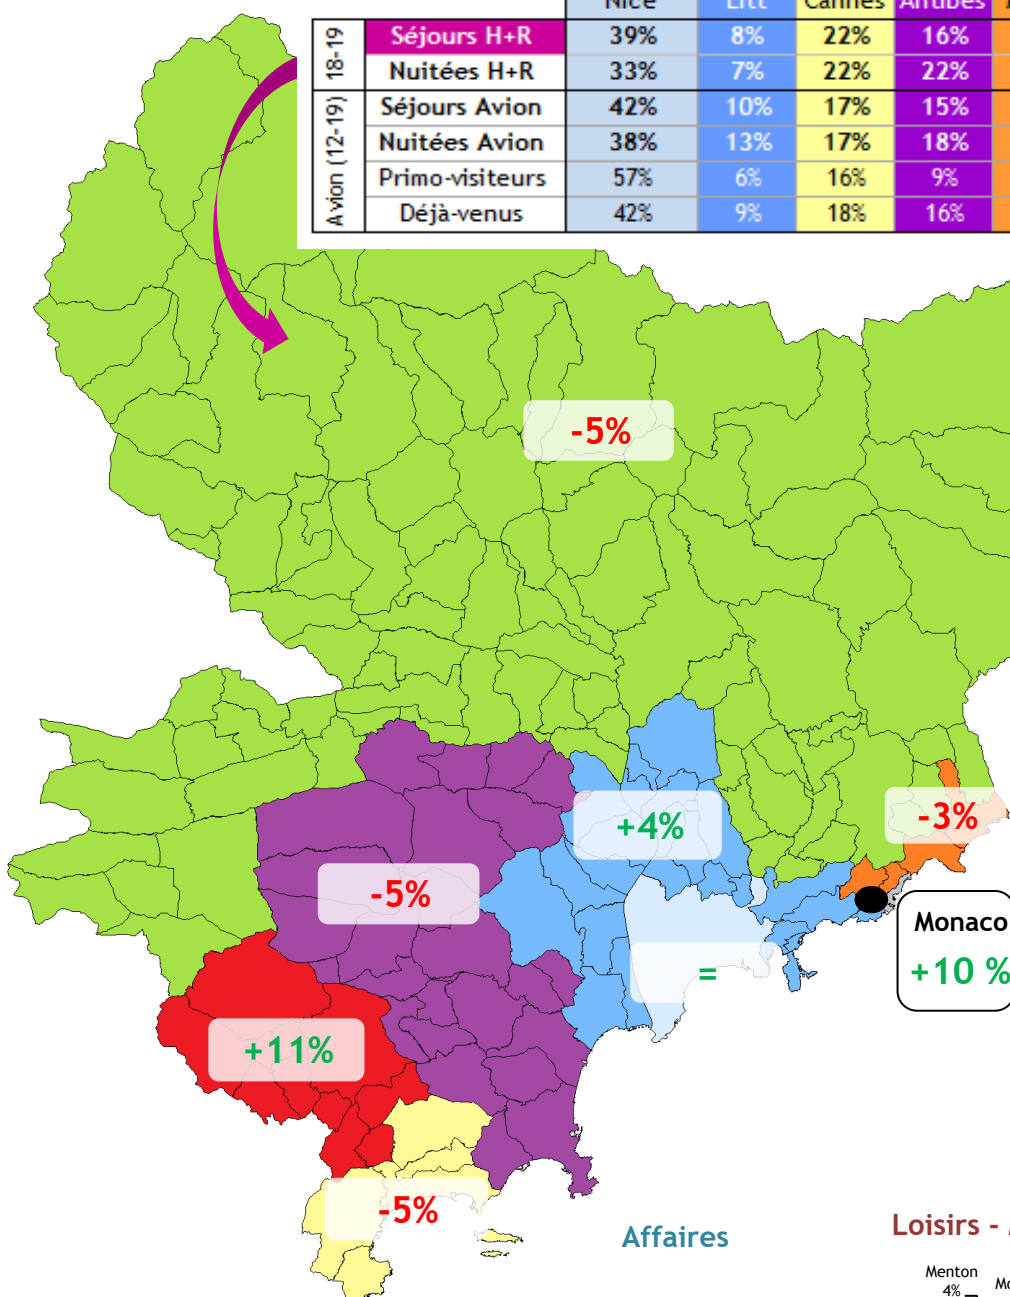 Nice Cannes Antibes
18-19
Séjours H+R 39% 8% 22% 16%
Nuitées H+R 33% 7% 22% 22%
Avion (12-19)
Séjours Avion 42% 10% 17% 15%
Nuitées Avion 38% 13% 17% 18%
Primo-visiteurs 57% 6% 16% 9%
Déjà-venus 42% 9% 18% 16%
-5%
+4%
-3%
-5%
Monaco
=
+10 %
+11%
-5%
Affaires
Loisirs -
Menton
4%